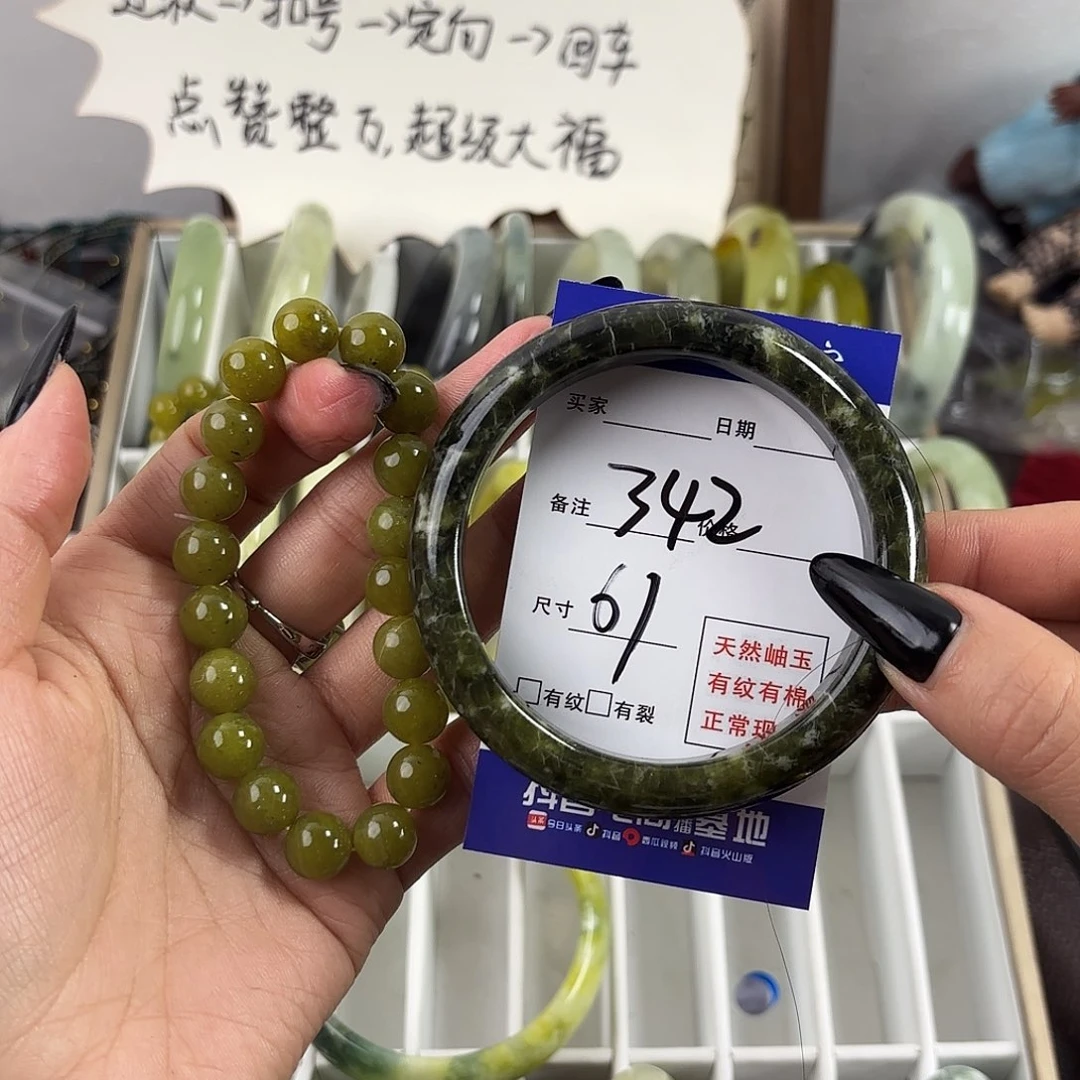 扣号→定向→回车
点赞整万,超级大福
买家
日期
备注 342
价格
尺寸 61
有纹 有裂
天然岫玉
有纹有棉
正常现
今日头条 抖音 西瓜视频 抖音火山版